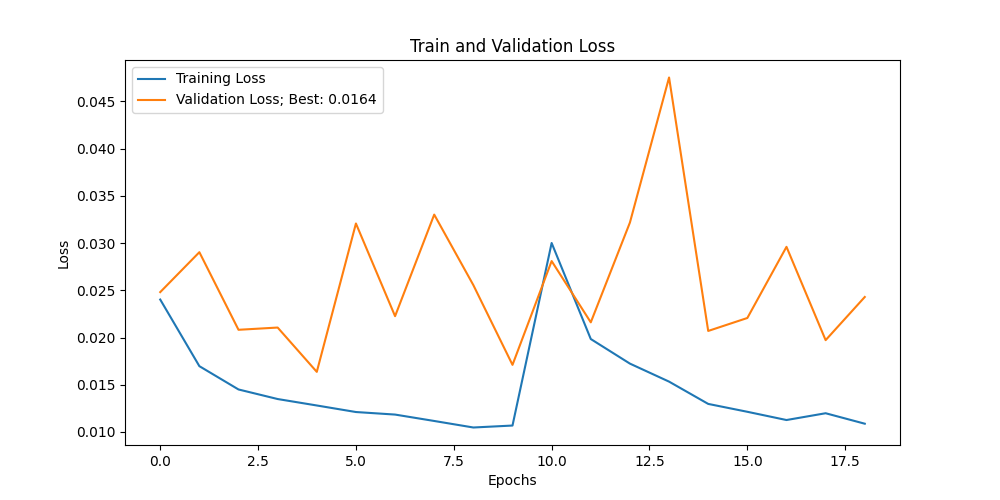 Train and Validation Loss
Training Loss
Validation Loss; Best: 0.0164
0.045
0.040
0.035
0.030
0.025
0.020
0.015
0.010
Loss
0.0 2.5 5.0 7.5 10.0 12.5 15.0 17.5
Epochs